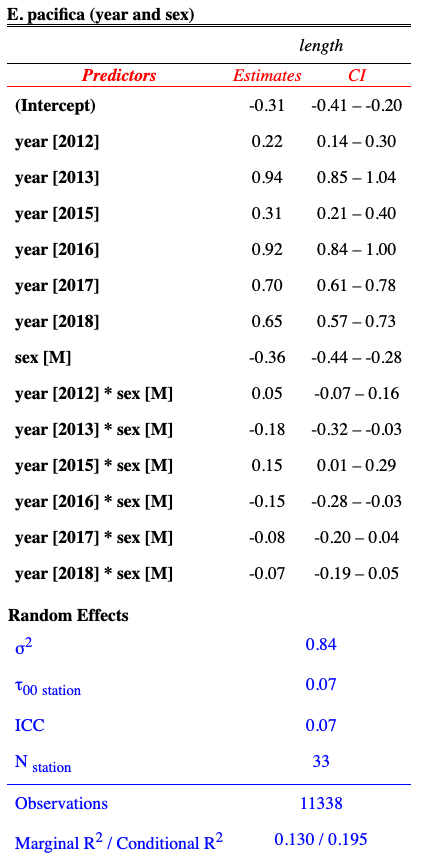 E. pacifica (year and sex)
length
Predictors Estimates CI
(Intercept) -0.31 -0.41 – -0.20
year [2012] 0.22 0.14 – 0.30
year [2013] 0.94 0.85 – 1.04
year [2015] 0.31 0.21 – 0.40
year [2016] 0.92 0.84 – 1.00
year [2017] 0.70 0.61 – 0.78
year [2018] 0.65 0.57 – 0.73
sex [M] -0.36 -0.44 – -0.28
year [2012] * sex [M] 0.05 -0.07 – 0.16
year [2013] * sex [M] -0.18 -0.32 – -0.03
year [2015] * sex [M] 0.15 0.01 – 0.29
year [2016] * sex [M] -0.15 -0.28 – -0.03
year [2017] * sex [M] -0.08 -0.20 – 0.04
year [2018] * sex [M] -0.07 -0.19 – 0.05
Random Effects
σ² 0.84
τ₀₀ station 0.07
ICC 0.07
N station 33
Observations 11338
Marginal R² / Conditional R² 0.130 / 0.195